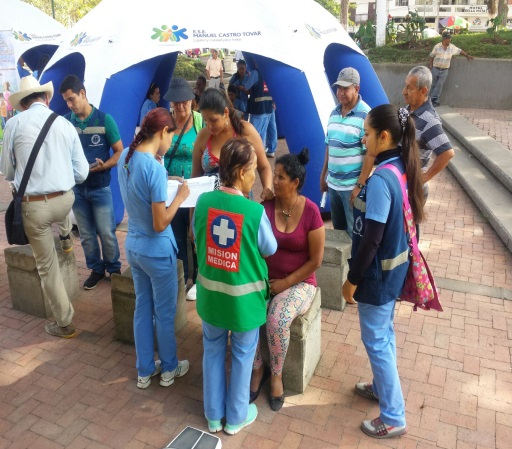 E.S.E.
MANUEL CASTRO TOVAR
MISION
MEDICA